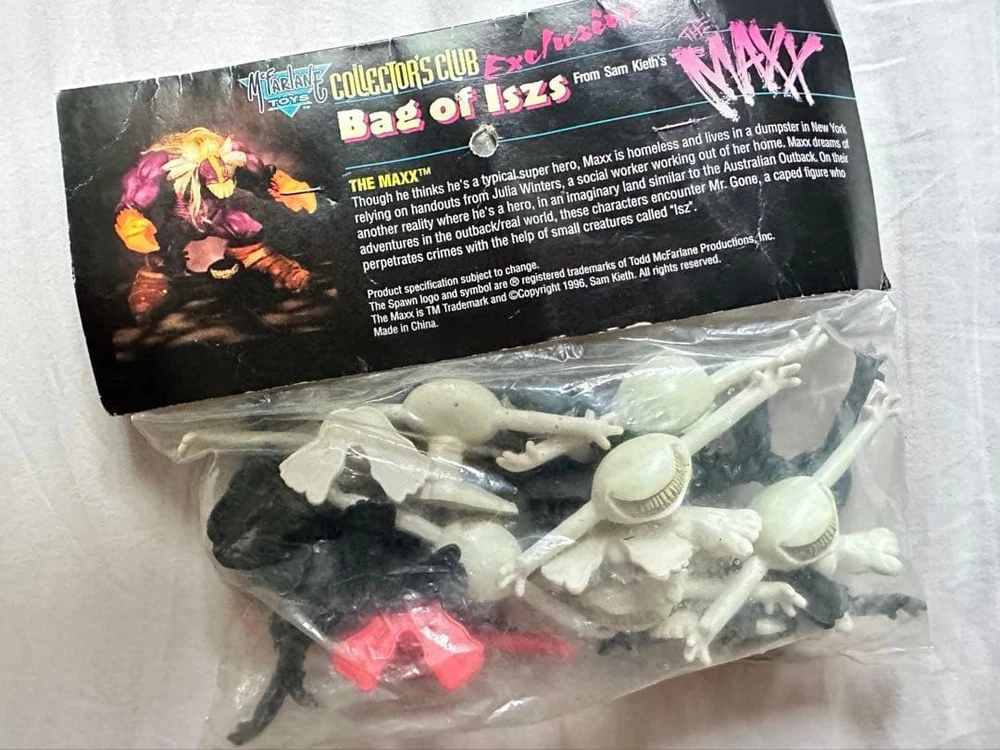 McFARLANE TOYS™
COLLECTOR'S CLUB Exclusive
Bag of Iszs
From Sam Kieth's
THE MAXX
THE MAXX™
Though he thinks he's a typical super hero, Maxx is homeless and lives in a dumpster in New York
relying on handouts from Julia Winters, a social worker working out of her home. Maxx dreams of
another reality where he's a hero, in an imaginary land similar to the Australian Outback. On their
adventures in the outback/real world, these characters encounter Mr. Gone, a caped figure who
perpetrates crimes with the help of small creatures called "Isz".
Product specification subject to change.
The Spawn logo and symbol are ® registered trademarks of Todd McFarlane Productions, Inc.
The Maxx is TM Trademark and ©Copyright 1996, Sam Kieth. All rights reserved.
Made in China.